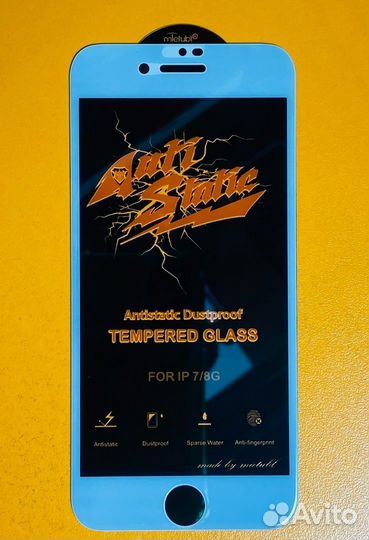 mietubl®
Anti
Static
Antistatic Dustproof
TEMPERED GLASS
FOR IP 7/8G
Antistatic Dustproof Sparse Water Anti-fingerprint
made by mietubl
Avito